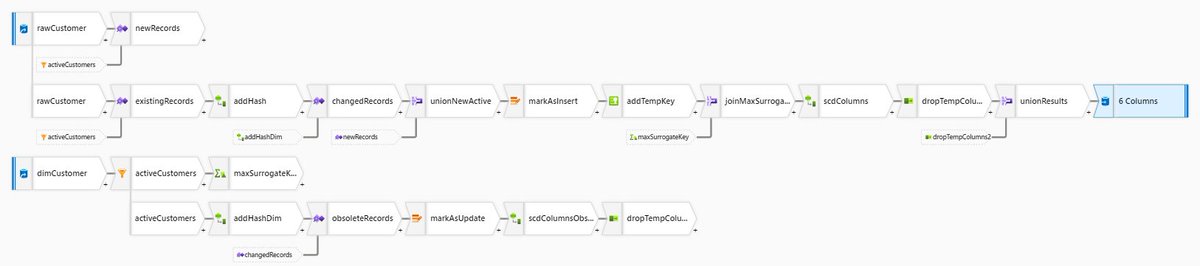 rawCustomer newRecords
activeCustomers
rawCustomer existingRecords addHash changedRecords unionNewActive markAsInsert addTempKey joinMaxSurroga... scdColumns dropTempColu... unionResults 6 Columns
activeCustomers addHashDim newRecords maxSurrogateKey dropTempColumns2
dimCustomer activeCustomers maxSurrogateK...
activeCustomers addHashDim obsoleteRecords markAsUpdate scdColumnsObs... dropTempColu...
changedRecords